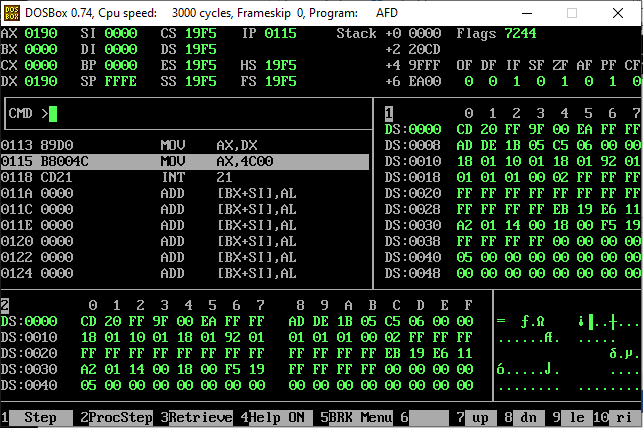 DOSBox 0.74, Cpu speed: 3000 cycles, Frameskip 0, Program: AFD
AX 0190 SI 0000 CS 19F5 IP 0115 Stack +0 0000 Flags 7244
BX 0000 DI 0000 DS 19F5 +2 20CD
CX 0000 BP 0000 ES 19F5 HS 19F5 +4 9FFF OF DF IF SF ZF AF PF CF
DX 0190 SP FFFE SS 19F5 FS 19F5 +6 EA00 0 0 1 0 1 0 1 0
CMD >
1 0 1 2 3 4 5 6 7
DS:0000 CD 20 FF 9F 00 EA FF FF
DS:0008 AD DE 1B 05 C5 06 00 00
DS:0010 18 01 10 01 18 01 92 01
DS:0018 01 01 01 00 02 FF FF FF
DS:0020 FF FF FF FF FF FF FF FF
DS:0028 FF FF FF FF EB 19 E6 11
DS:0030 A2 01 14 00 18 00 F5 19
DS:0038 FF FF FF FF 00 00 00 00
DS:0040 05 00 00 00 00 00 00 00
DS:0048 00 00 00 00 00 00 00 00
0113 89D0 MOV AX,DX
0115 B8004C MOV AX,4C00
0118 CD21 INT 21
011A 0000 ADD [BX+SI],AL
011C 0000 ADD [BX+SI],AL
011E 0000 ADD [BX+SI],AL
0120 0000 ADD [BX+SI],AL
0122 0000 ADD [BX+SI],AL
0124 0000 ADD [BX+SI],AL
2 0 1 2 3 4 5 6 7 8 9 A B C D E F
DS:0000 CD 20 FF 9F 00 EA FF FF AD DE 1B 05 C5 06 00 00 = ƒ.Ω ¡▐..┼...
DS:0010 18 01 10 01 18 01 92 01 01 01 01 00 02 FF FF FF ......Æ......
DS:0020 FF FF FF FF FF FF FF FF FF FF FF FF EB 19 E6 11 δ.µ.
DS:0030 A2 01 14 00 18 00 F5 19 FF FF FF FF 00 00 00 00 ó.....⌡. ....
DS:0040 05 00 00 00 00 00 00 00 00 00 00 00 00 00 00 00 ................
1 Step 2 ProcStep 3 Retrieve 4 Help ON 5 BRK Menu 6 7 up 8 dn 9 le 10 ri